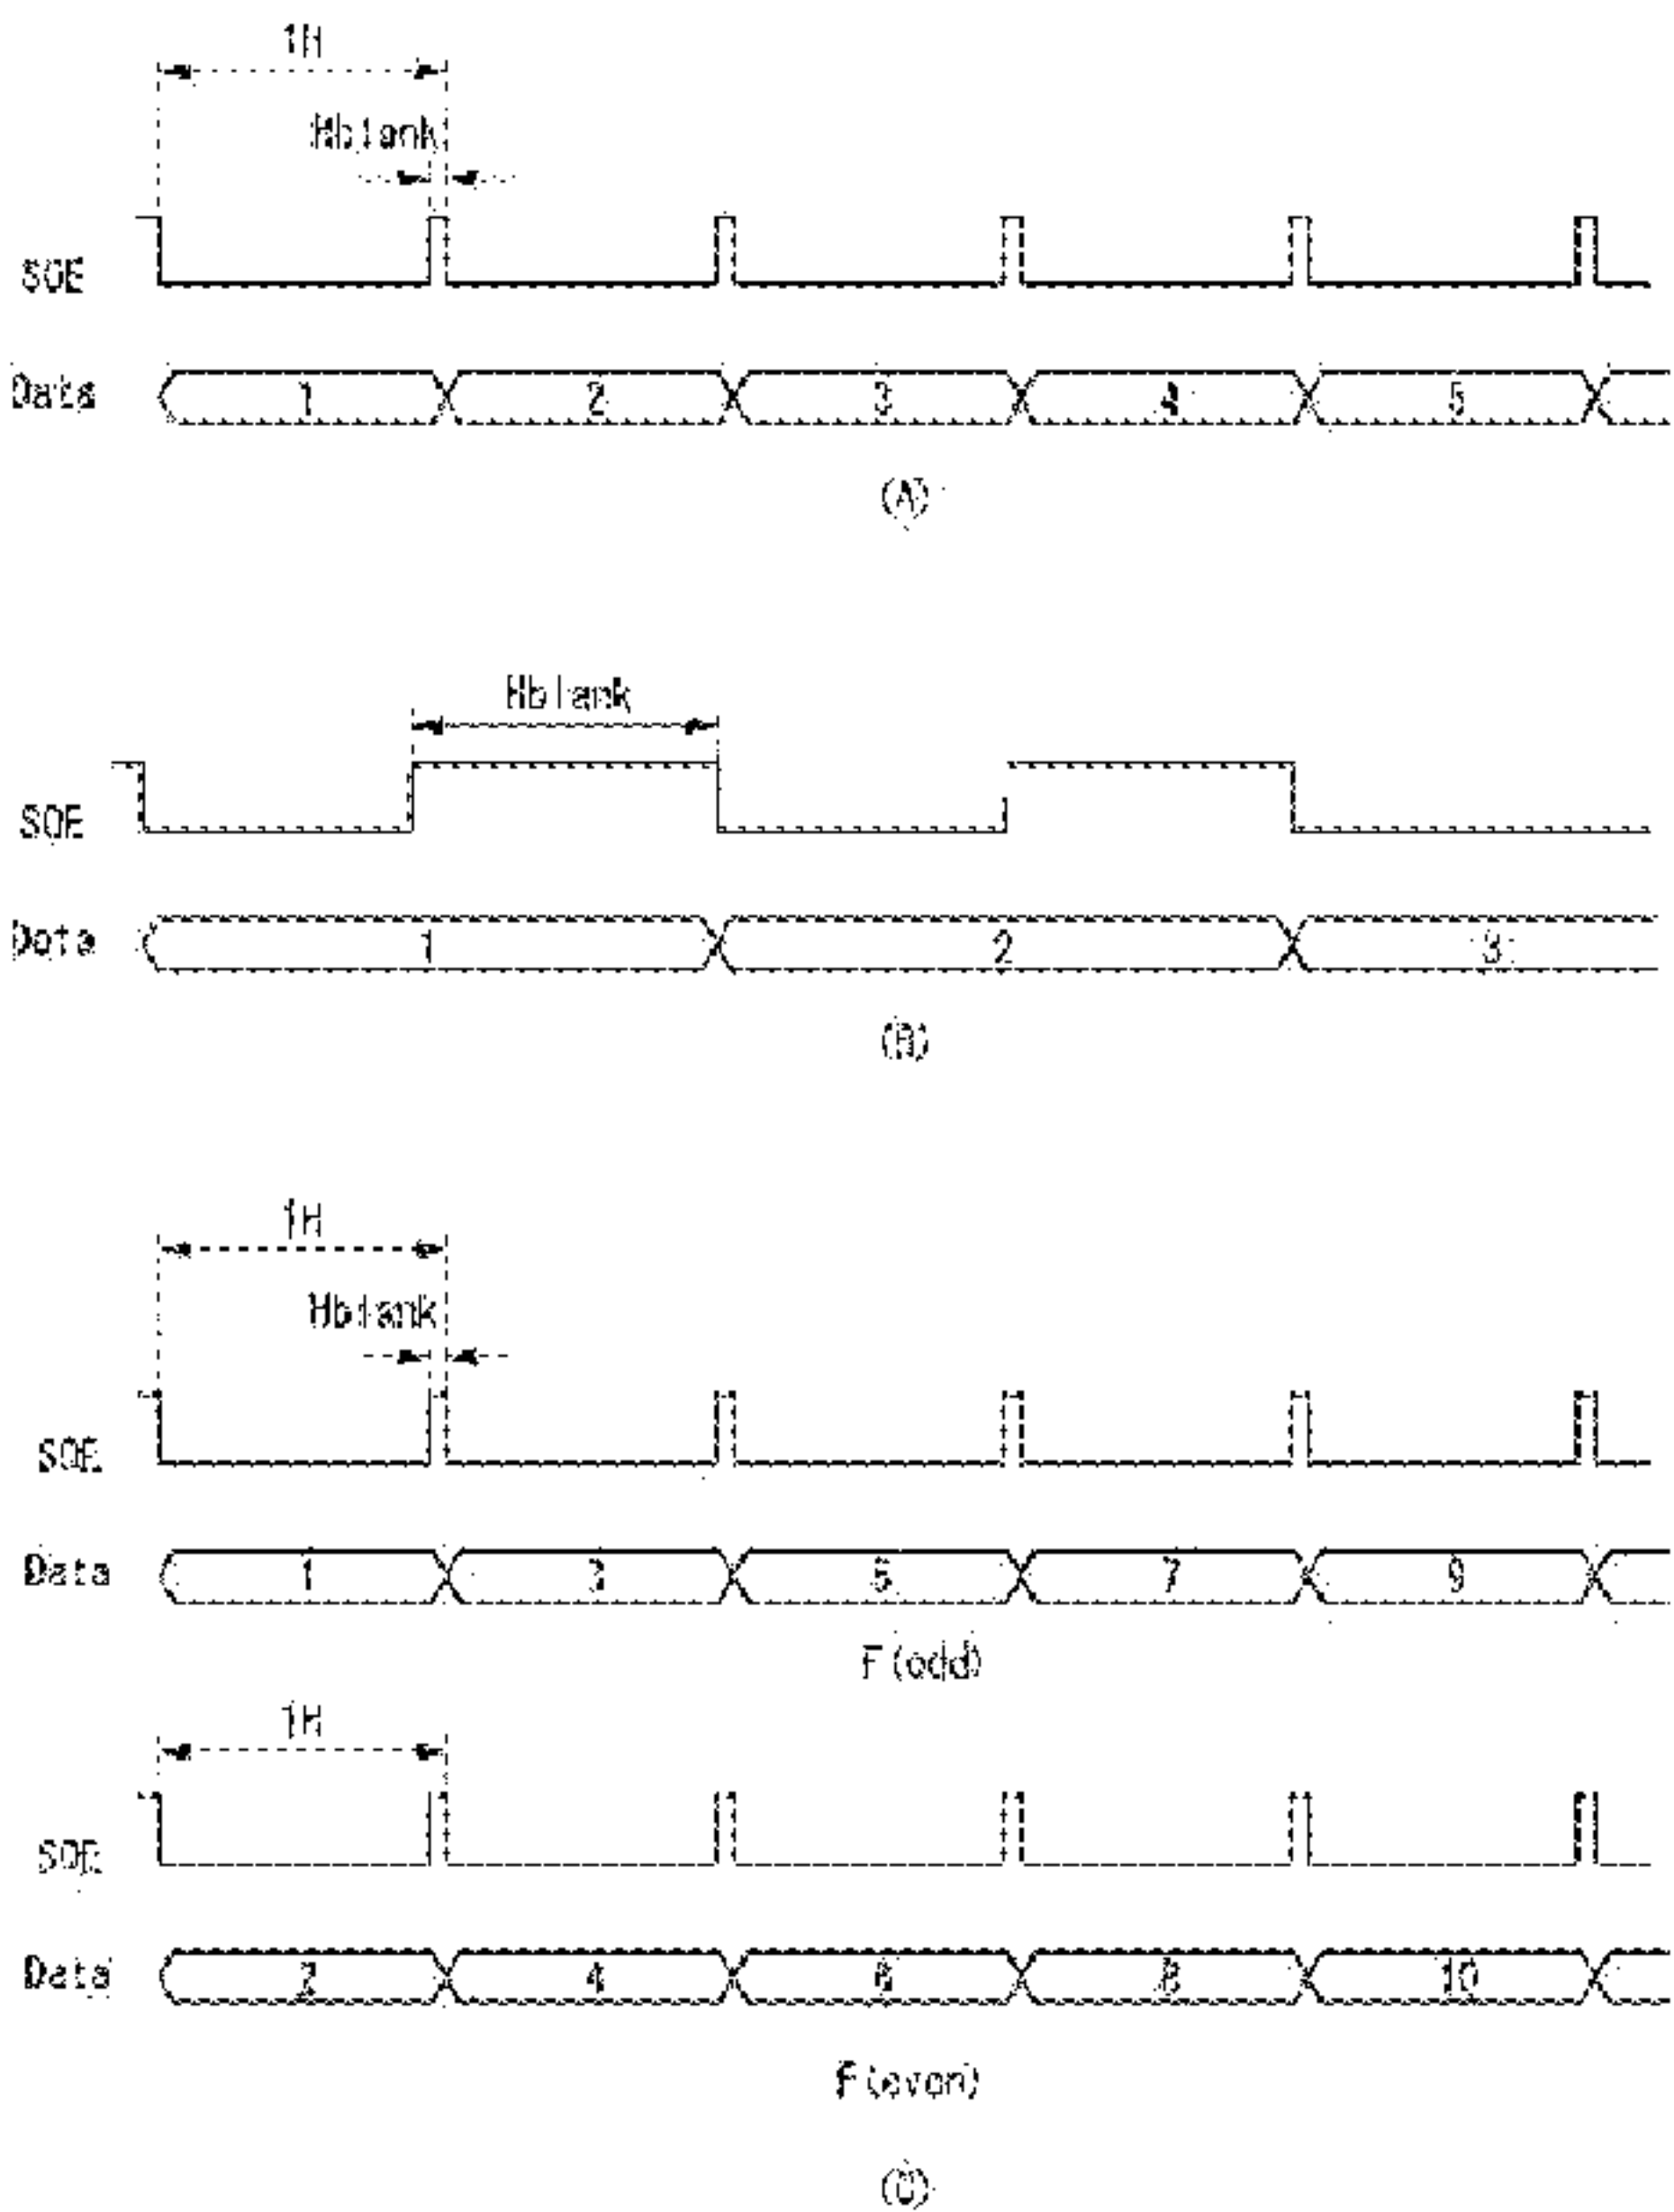 1H
Hblank
SOE
Data 1 2 3 4 5
(A)
Hblank
SOE
Data 1 2 3
(B)
1H
Hblank
SOE
Data 1 3 5 7 9
F(odd)
1H
SOE
Data 2 4 6 8 10
F(even)
(C)